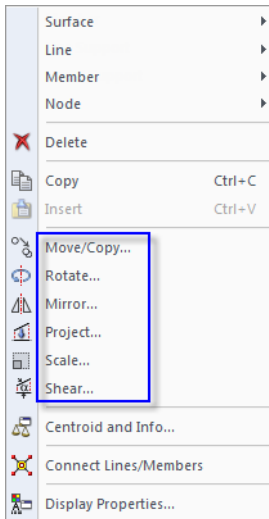 Surface
Line
Member
Node
Delete
Copy Ctrl+C
Insert Ctrl+V
Move/Copy...
Rotate...
Mirror...
Project...
Scale...
Shear...
Centroid and Info...
Connect Lines/Members
Display Properties...